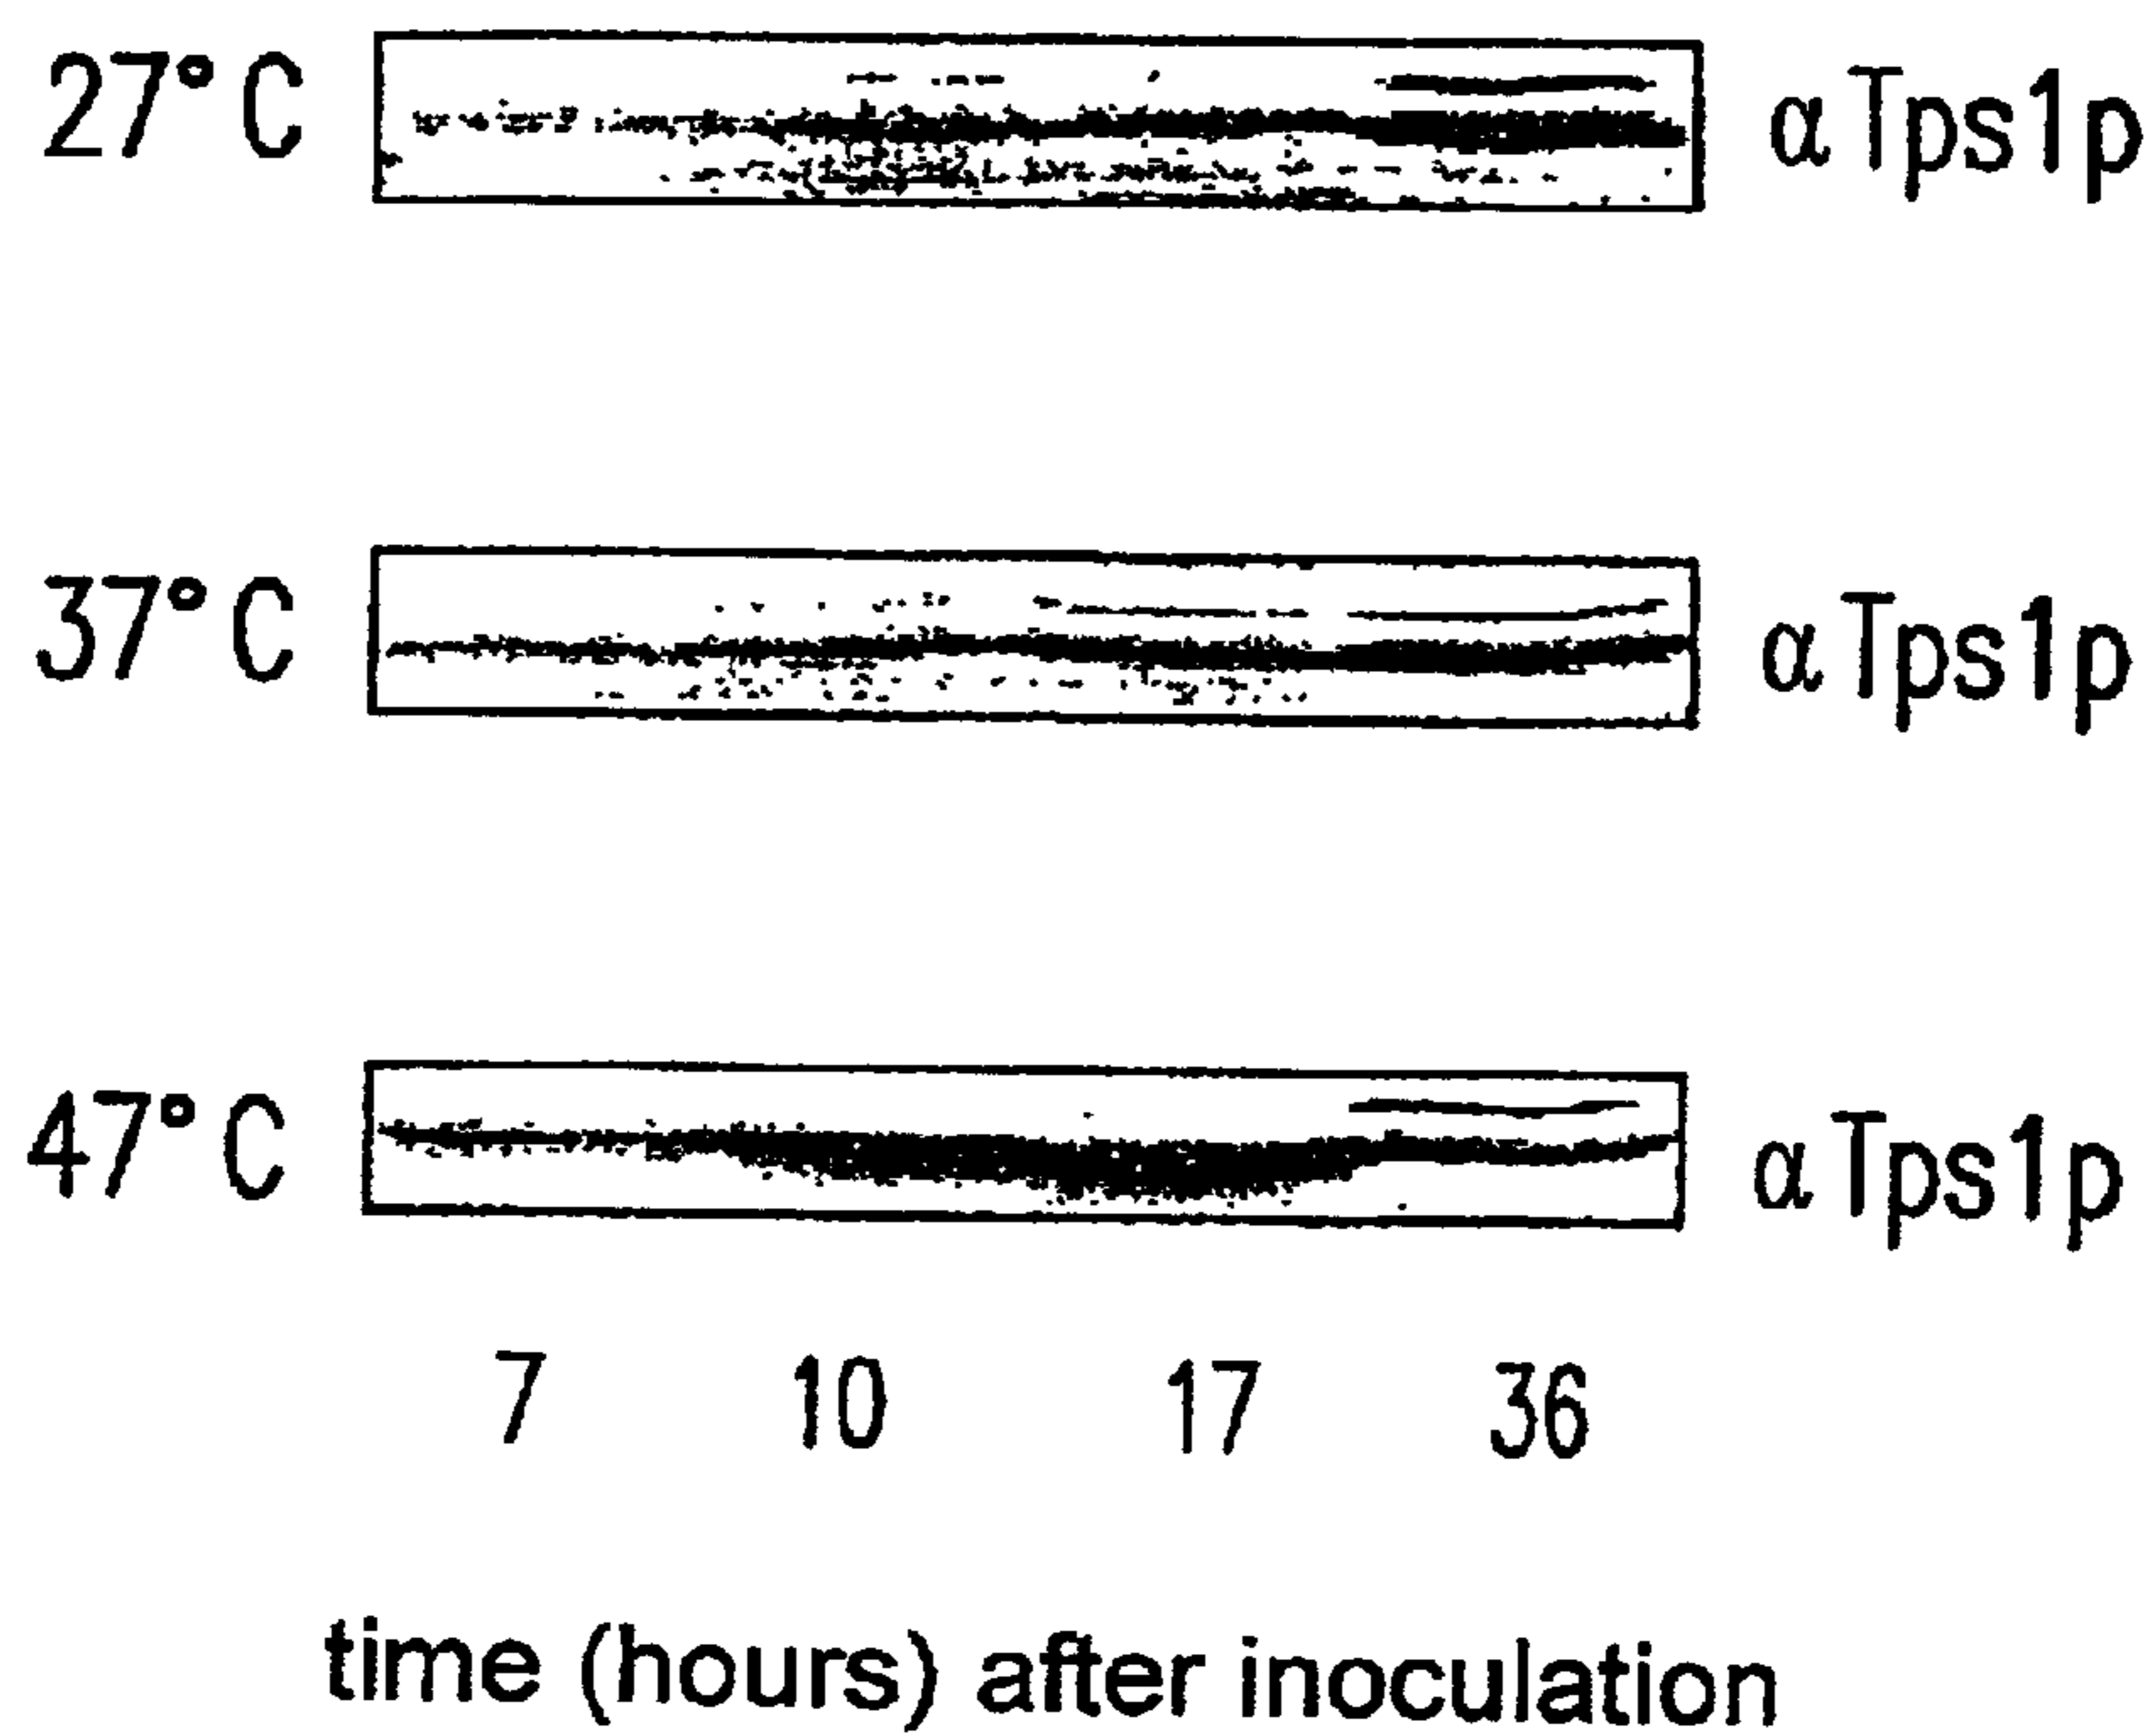 27°C αTps1p
37°C αTps1p
47°C αTps1p
7 10 17 36
time (hours) after inoculation